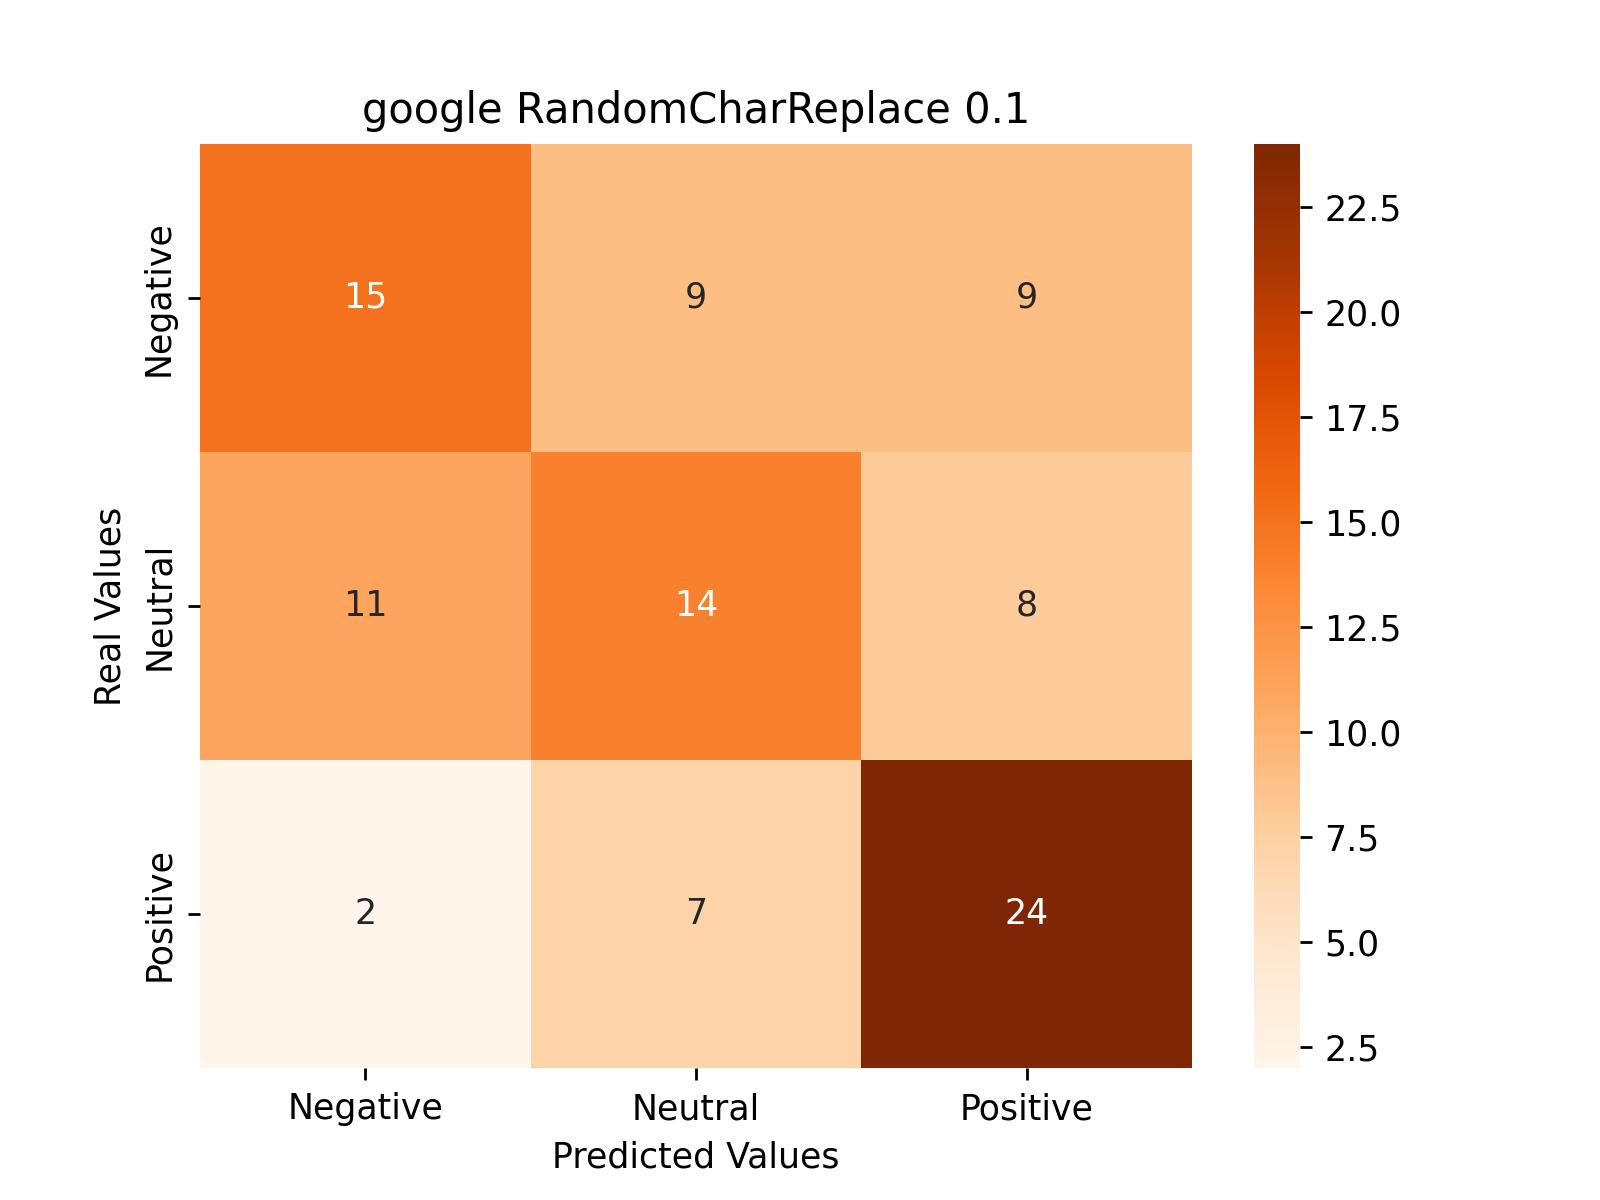 google RandomCharReplace 0.1
Real Values
Negative
15 9 9
Neutral
11 14 8
Positive
2 7 24
Negative Neutral Positive
Predicted Values
22.5
20.0
17.5
15.0
12.5
10.0
7.5
5.0
2.5